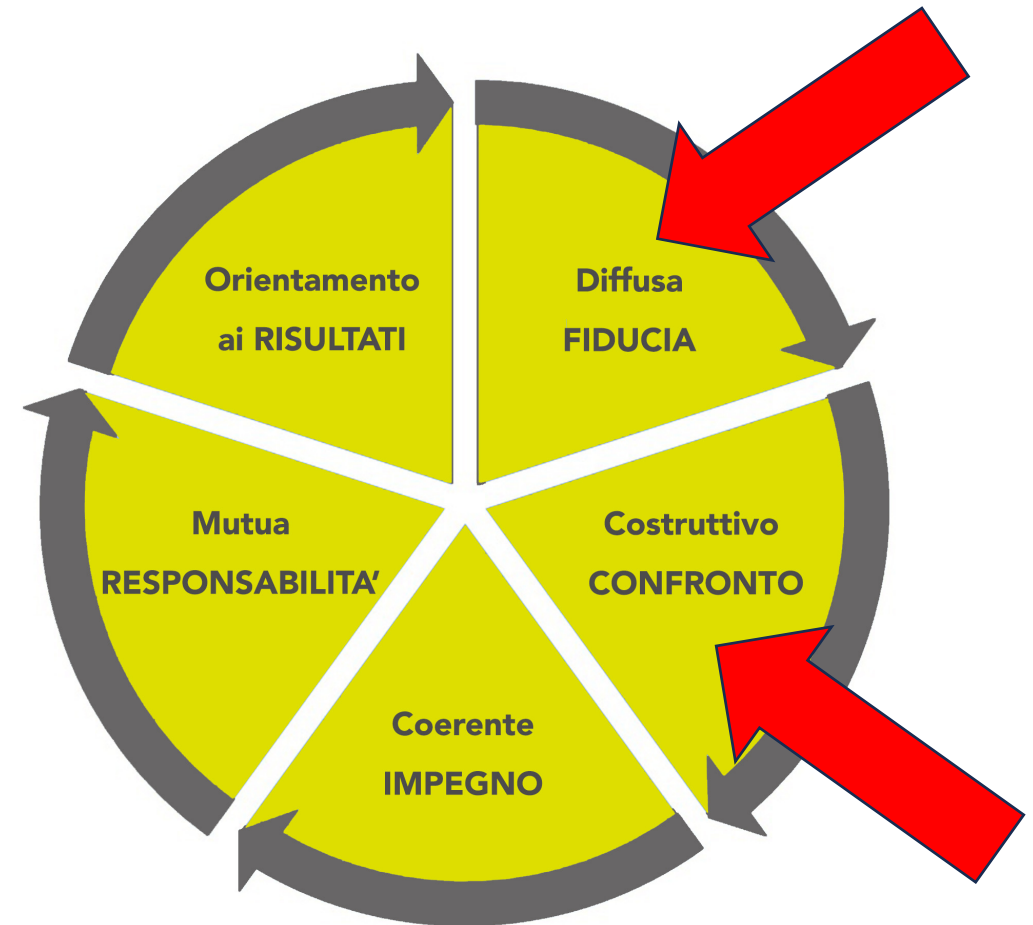 Orientamento
ai RISULTATI
Diffusa
FIDUCIA
Mutua
RESPONSABILITA’
Costruttivo
CONFRONTO
Coerente
IMPEGNO